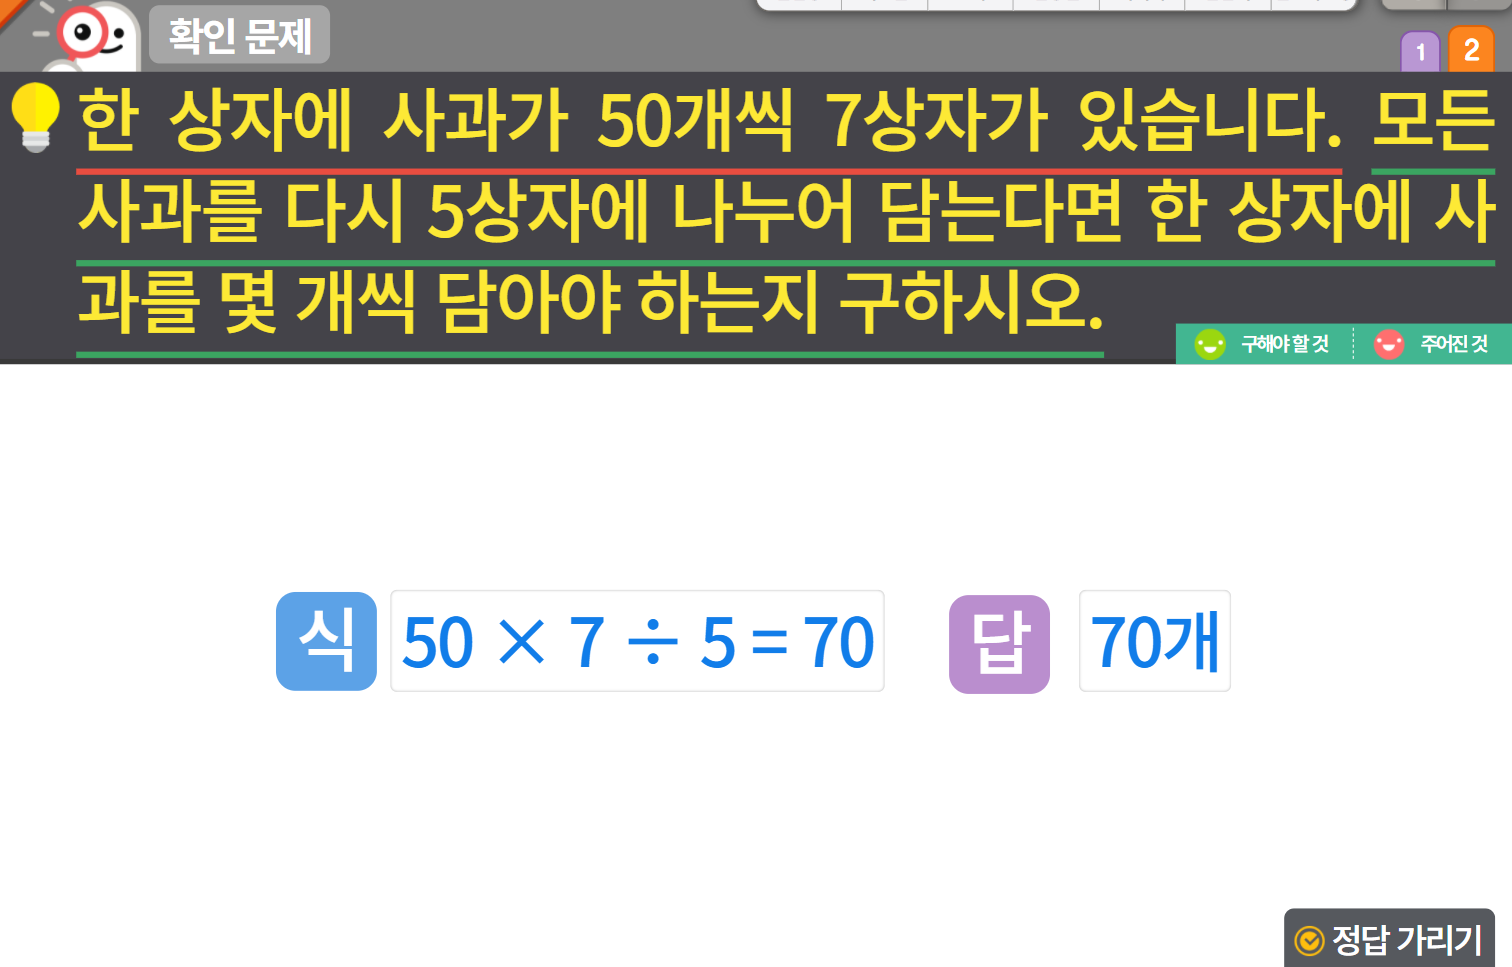 확인 문제
1
2
한 상자에 사과가 50개씩 7상자가 있습니다. 모든
사과를 다시 5상자에 나누어 담는다면 한 상자에 사
과를 몇 개씩 담아야 하는지 구하시오.
구해야 할 것
주어진 것
식
50 × 7 ÷ 5 = 70
답
70개
정답 가리기